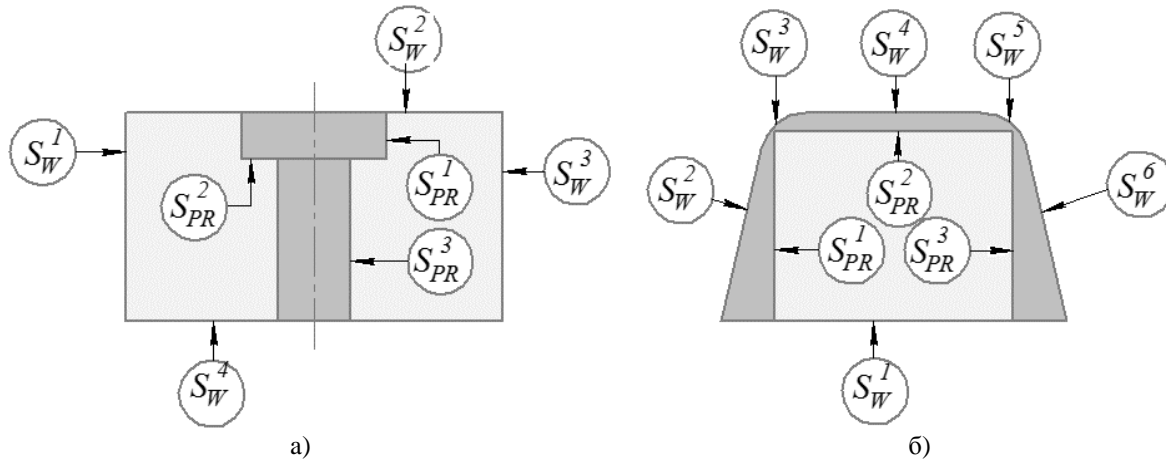 S_W^2
S_W^3
S_W^4
S_W^5
S_W^1
S_W^3
S_PR^1
S_PR^2
S_W^2
S_PR^2
S_W^6
S_PR^3
S_PR^1
S_PR^3
S_W^4
S_W^1
а)
б)